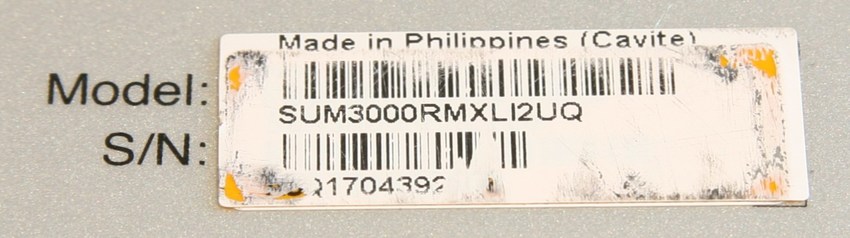 Made in Philippines (Cavite)
Model:
SUM3000RMXLI2UQ
S/N: